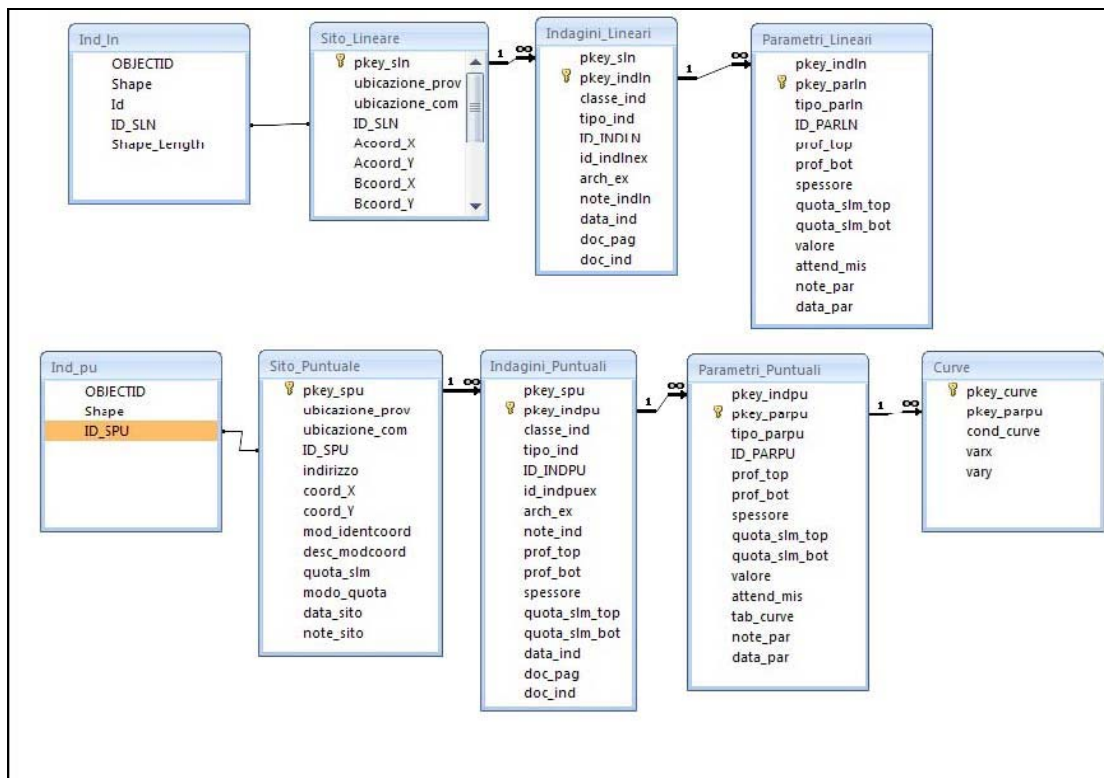 Ind_ln
OBJECTID
Shape
Id
ID_SLN
Shape_Length
Sito_Lineare
pkey_sln
ubicazione_prov
ubicazione_com
ID_SLN
Acoord_X
Acoord_Y
Bcoord_X
Bcoord_Y
1 ∞
Indagini_Lineari
pkey_sln
pkey_indln
classe_ind
tipo_ind
ID_INDLN
id_indlnex
arch_ex
note_indln
data_ind
doc_pag
doc_ind
1 ∞
Parametri_Lineari
pkey_indln
pkey_parln
tipo_parln
ID_PARLN
prof_top
prof_bot
spessore
quota_slm_top
quota_slm_bot
valore
attend_mis
note_par
data_par
Ind_pu
OBJECTID
Shape
ID_SPU
Sito_Puntuale
pkey_spu
ubicazione_prov
ubicazione_com
ID_SPU
indirizzo
coord_X
coord_Y
mod_identcoord
desc_modcoord
quota_slm
modo_quota
data_sito
note_sito
1 ∞
Indagini_Puntuali
pkey_spu
pkey_indpu
classe_ind
tipo_ind
ID_INDPU
id_indpuex
arch_ex
note_ind
prof_top
prof_bot
spessore
quota_slm_top
quota_slm_bot
data_ind
doc_pag
doc_ind
1 ∞
Parametri_Puntuali
pkey_indpu
pkey_parpu
tipo_parpu
ID_PARPU
prof_top
prof_bot
spessore
quota_slm_top
quota_slm_bot
valore
attend_mis
tab_curve
note_par
data_par
1 ∞
Curve
pkey_curve
pkey_parpu
cond_curve
varx
vary